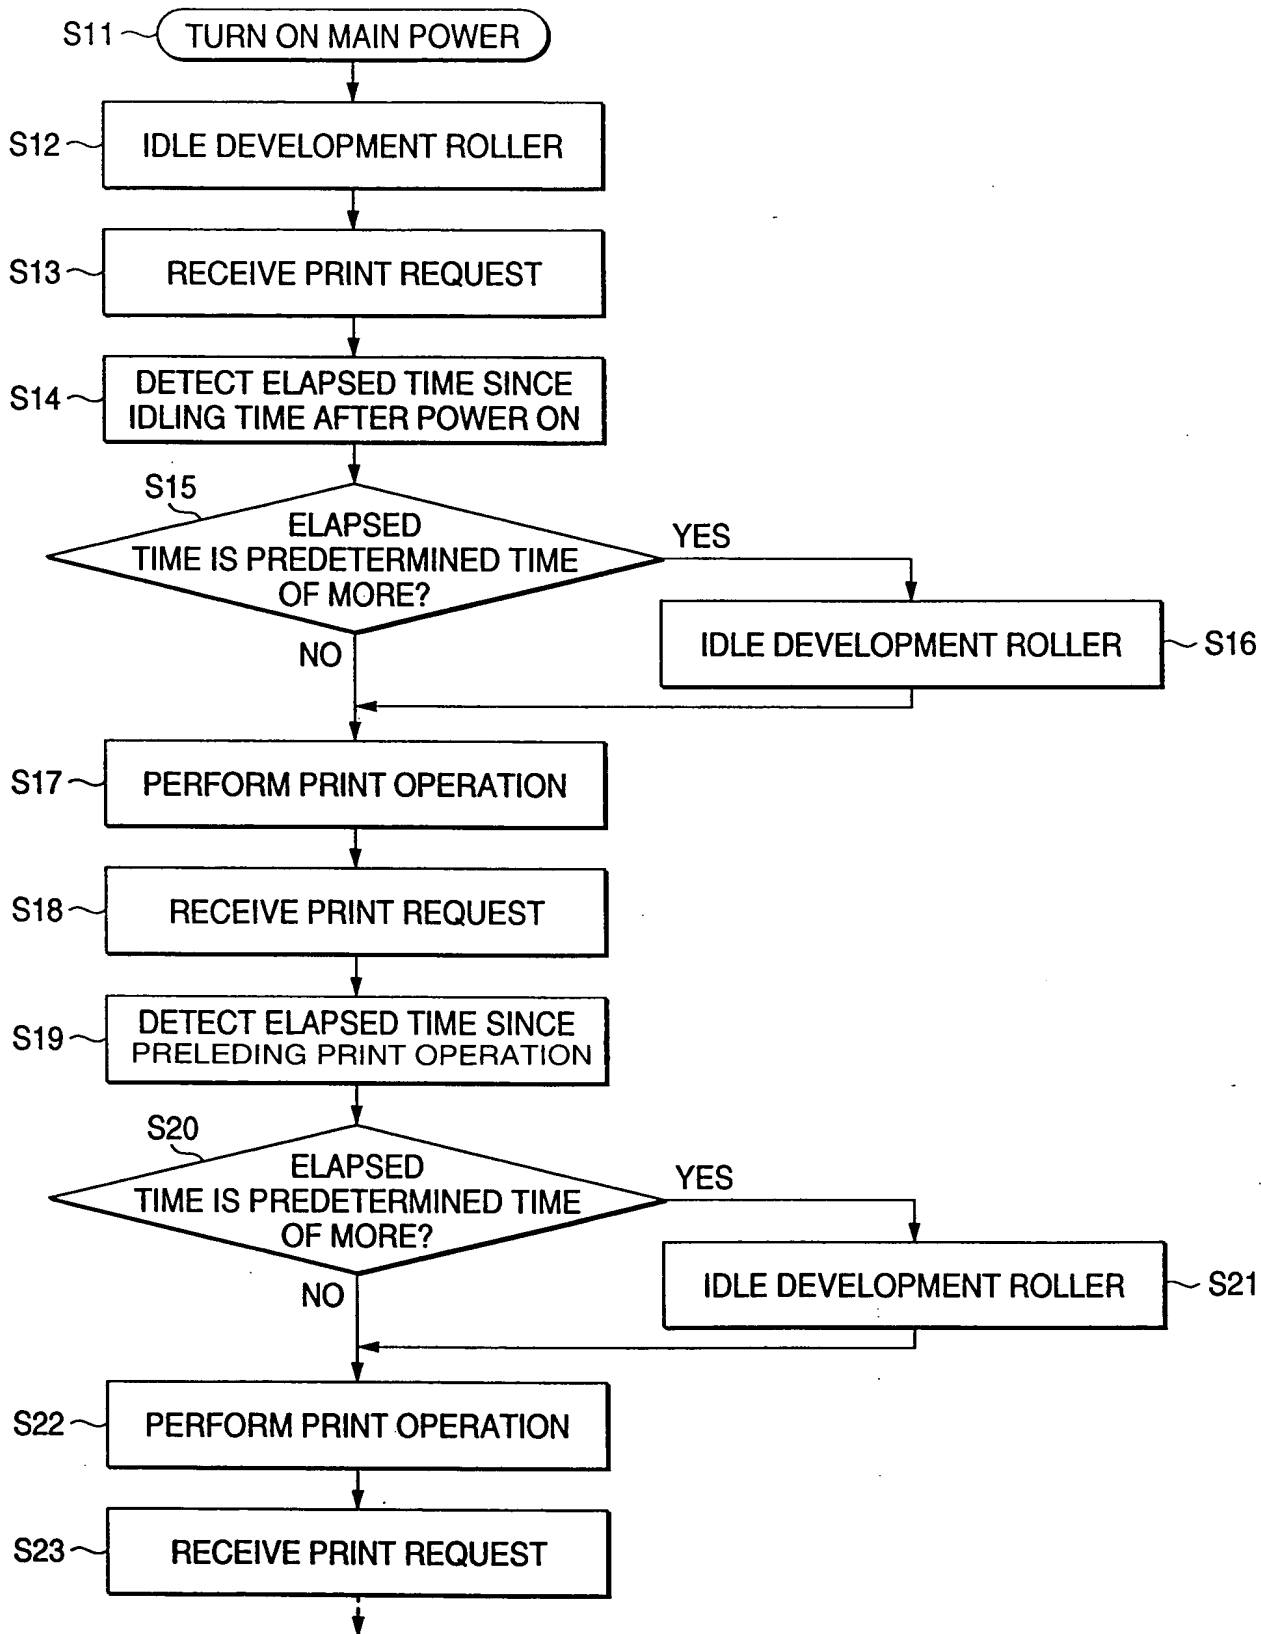 S11 TURN ON MAIN POWER
S12 IDLE DEVELOPMENT ROLLER
S13 RECEIVE PRINT REQUEST
S14 DETECT ELAPSED TIME SINCE
IDLING TIME AFTER POWER ON
S15
ELAPSED
TIME IS PREDETERMINED TIME
OF MORE?
YES
NO
IDLE DEVELOPMENT ROLLER S16
S17 PERFORM PRINT OPERATION
S18 RECEIVE PRINT REQUEST
S19 DETECT ELAPSED TIME SINCE
PRELEDING PRINT OPERATION
S20
ELAPSED
TIME IS PREDETERMINED TIME
OF MORE?
YES
NO
IDLE DEVELOPMENT ROLLER S21
S22 PERFORM PRINT OPERATION
S23 RECEIVE PRINT REQUEST